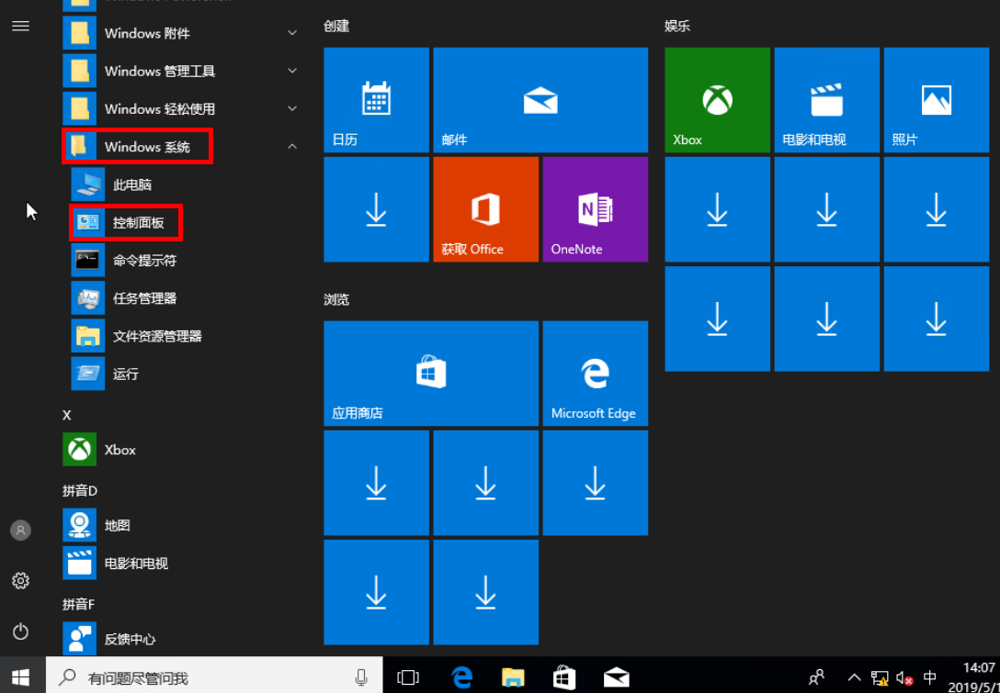 Windows 附件
Windows 管理工具
Windows 轻松使用
Windows 系统
此电脑
控制面板
命令提示符
任务管理器
文件资源管理器
运行
X
Xbox
拼音D
地图
电影和电视
拼音F
反馈中心
创建
日历
邮件
获取 Office
OneNote
浏览
应用商店
Microsoft Edge
娱乐
Xbox
电影和电视
照片
有问题尽管问我
中
14:07
2019/5/